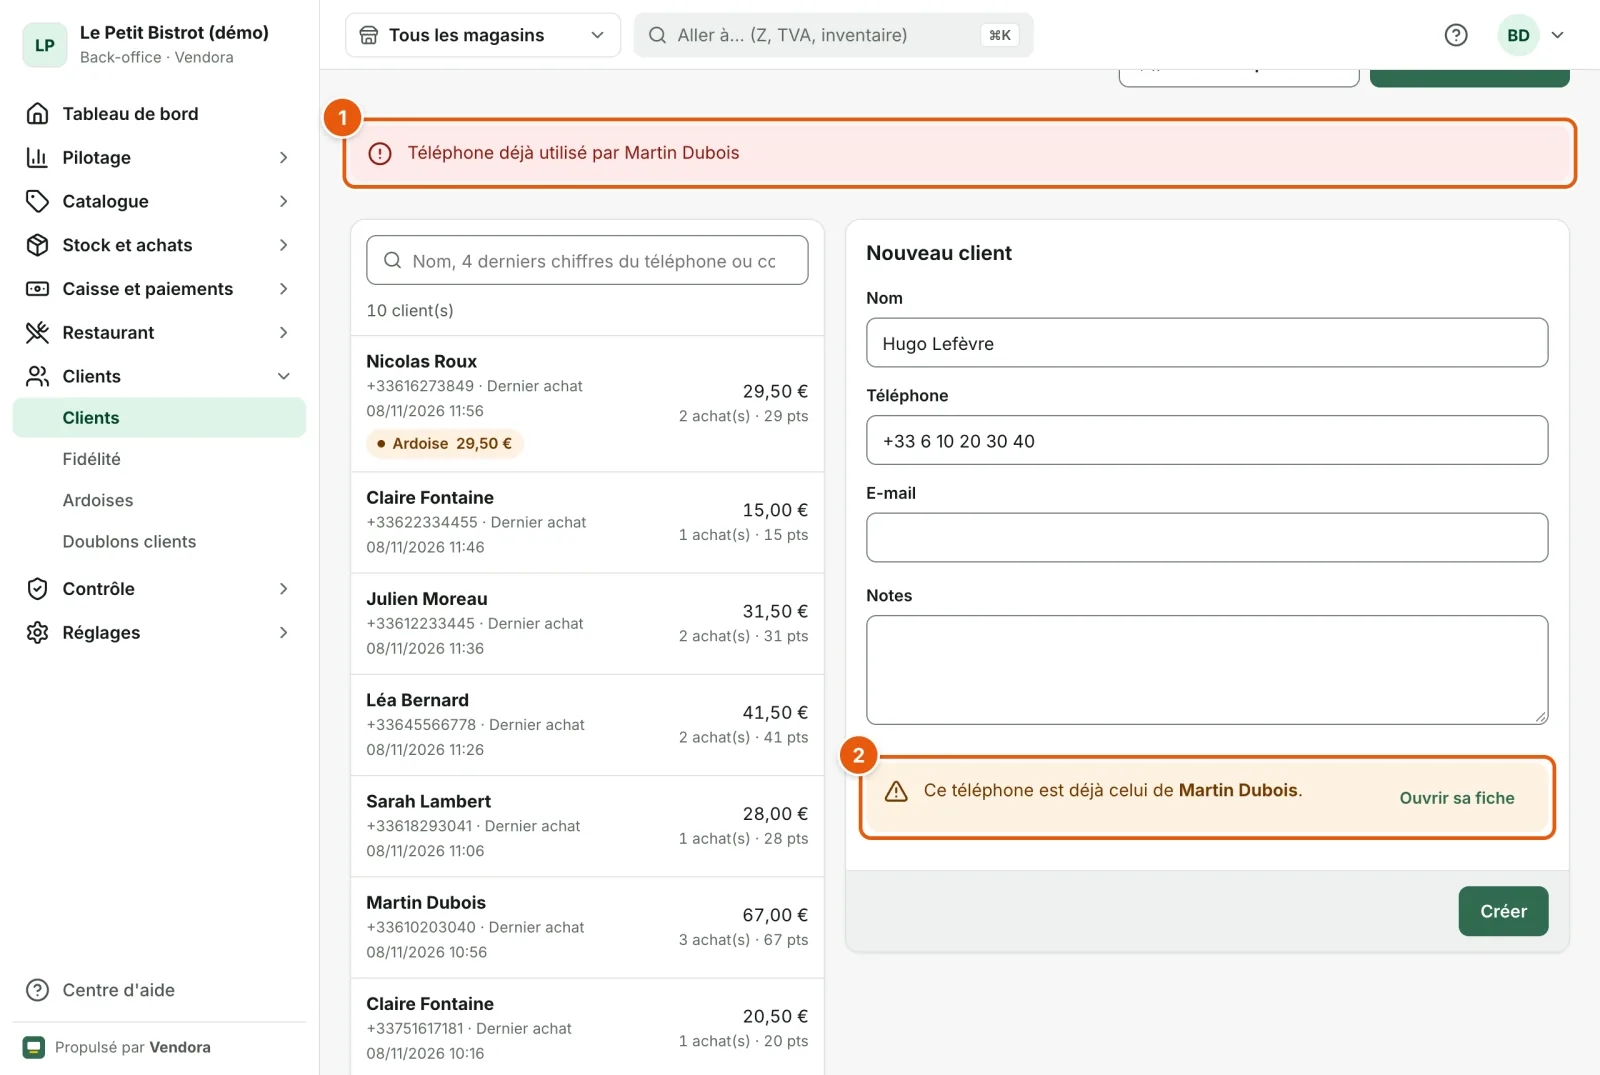 LP
Le Petit Bistrot (démo)
Back-office · Vendora
Tous les magasins
Aller à... (Z, TVA, inventaire)
⌘K
BD
Tableau de bord
Pilotage
Catalogue
Stock et achats
Caisse et paiements
Restaurant
Clients
Clients
Fidélité
Ardoises
Doublons clients
Contrôle
Réglages
Centre d'aide
Propulsé par Vendora
1
Téléphone déjà utilisé par Martin Dubois
Nom, 4 derniers chiffres du téléphone ou
10 client(s)
Nicolas Roux
+33616273849 · Dernier achat
08/11/2026 11:56
29,50 €
2 achat(s) · 29 pts
Ardoise 29,50 €
Claire Fontaine
+33622334455 · Dernier achat
08/11/2026 11:46
15,00 €
1 achat(s) · 15 pts
Julien Moreau
+33612233445 · Dernier achat
08/11/2026 11:36
31,50 €
2 achat(s) · 31 pts
Léa Bernard
+33645566778 · Dernier achat
08/11/2026 11:26
41,50 €
2 achat(s) · 41 pts
Sarah Lambert
+33618293041 · Dernier achat
08/11/2026 11:06
28,00 €
1 achat(s) · 28 pts
Martin Dubois
+33610203040 · Dernier achat
08/11/2026 10:56
67,00 €
3 achat(s) · 67 pts
Claire Fontaine
+33751617181 · Dernier achat
08/11/2026 10:16
20,50 €
1 achat(s) · 20 pts
Nouveau client
Nom
Hugo Lefèvre
Téléphone
+33 6 10 20 30 40
E-mail
Notes
2
Ce téléphone est déjà celui de Martin Dubois.
Ouvrir sa fiche
Créer